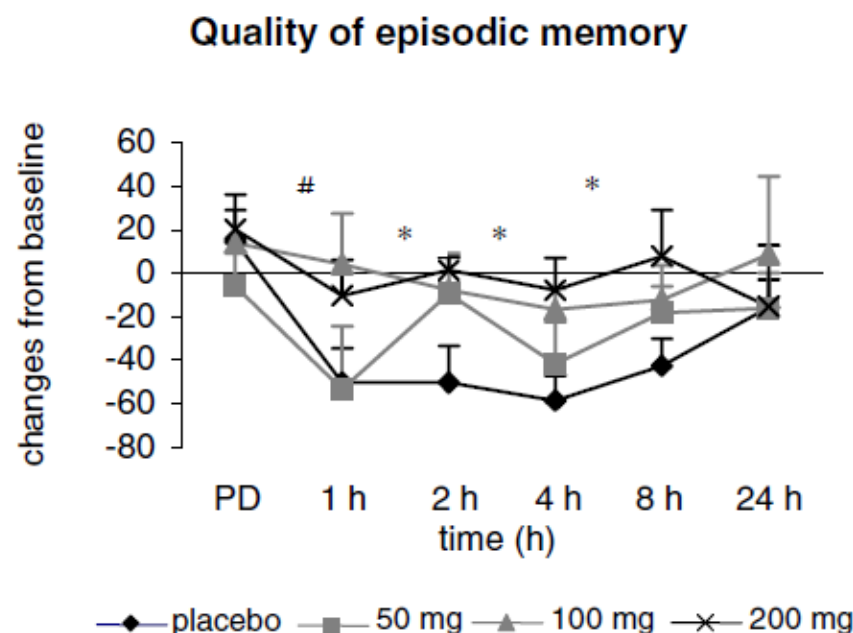 Quality of episodic memory
changes from baseline
60
40
20
0
-20
-40
-60
-80
#
*
*
*
PD 1 h 2 h 4 h 8 h 24 h
time (h)
placebo 50 mg 100 mg 200 mg